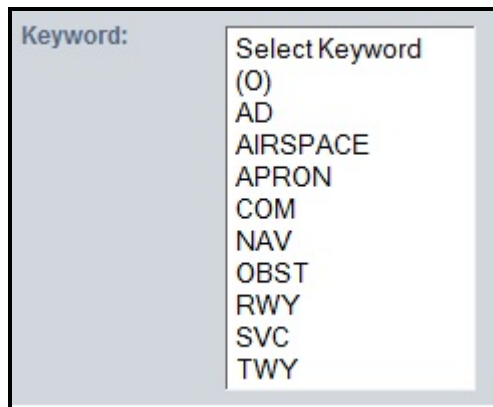 Keyword:
Select Keyword
(O)
AD
AIRSPACE
APRON
COM
NAV
OBST
RWY
SVC
TWY